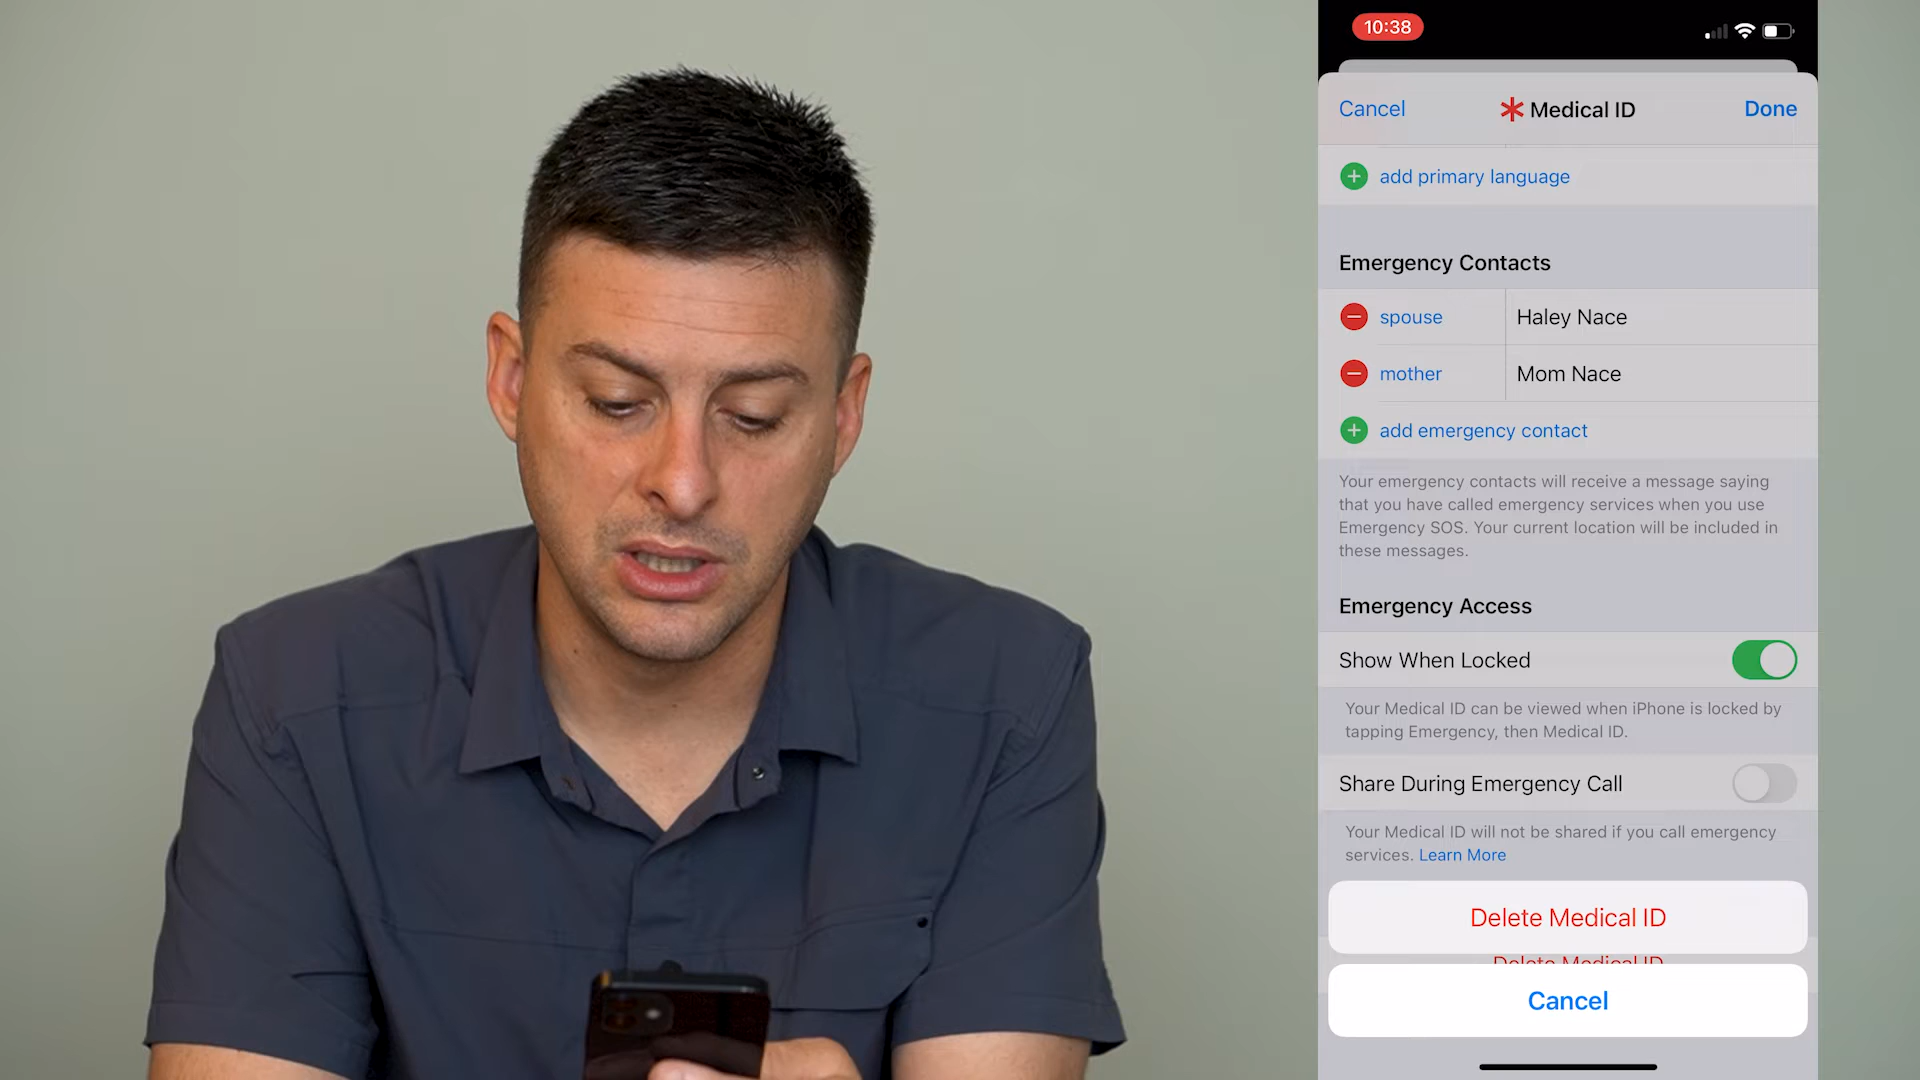 10:38
Cancel
Medical ID
Done
add primary language
Emergency Contacts
spouse Haley Nace
mother Mom Nace
add emergency contact
Your emergency contacts will receive a message saying
that you have called emergency services when you use
Emergency SOS. Your current location will be included in
these messages.
Emergency Access
Show When Locked
Your Medical ID can be viewed when iPhone is locked by
tapping Emergency, then Medical ID.
Share During Emergency Call
Your Medical ID will not be shared if you call emergency
services. Learn More
Delete Medical ID
Delete Medical ID
Cancel